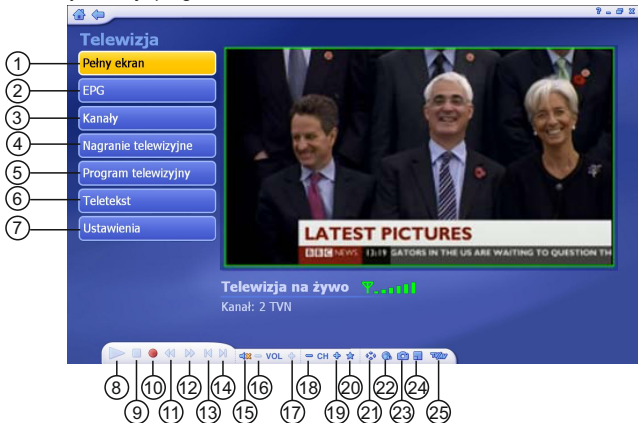 Telewizja
1 Pełny ekran
2 EPG
3 Kanały
4 Nagranie telewizyjne
5 Program telewizyjny
6 Teletekst
7 Ustawienia
LATEST PICTURES
BBC NEWS 13:19 GATORS IN THE US ARE WAITING TO QUESTION TH
Telewizja na żywo
Kanał: 2 TVN
VOL CH
8 10 12 14 16 18 20 22 24
9 11 13 15 17 19 21 23 25